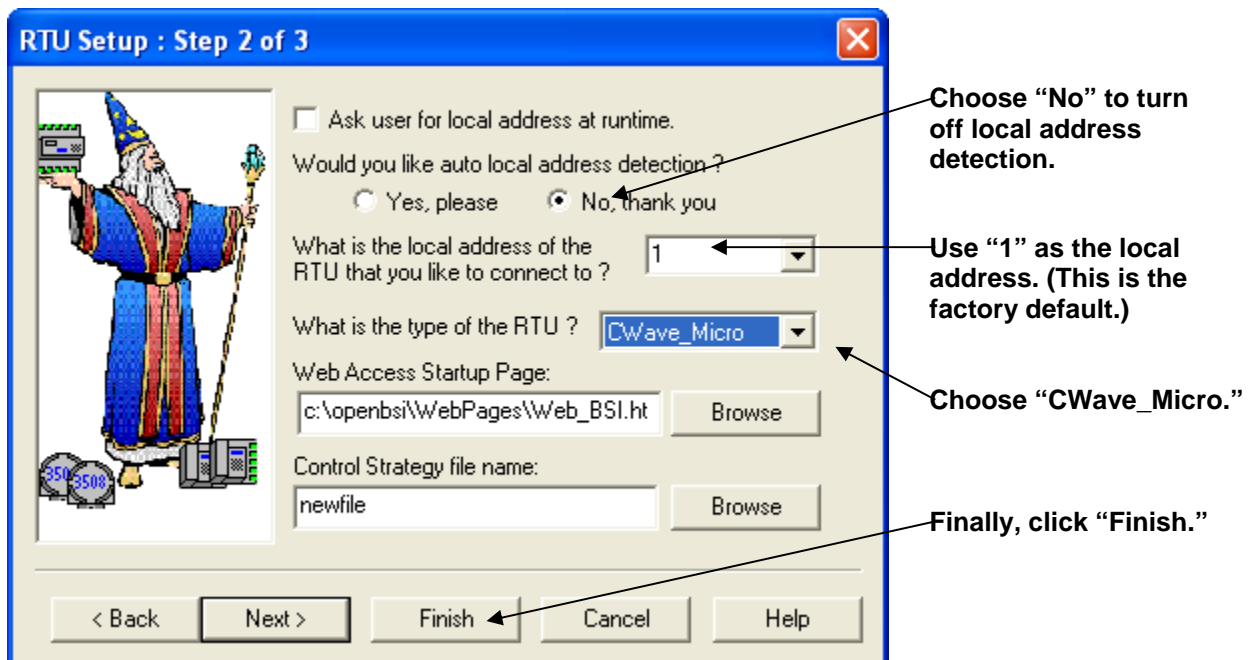 RTU Setup : Step 2 of 3
Ask user for local address at runtime.
Would you like auto local address detection ?
Yes, please
No, thank you
What is the local address of the
RTU that you like to connect to ?
1
What is the type of the RTU ?
CWave_Micro
Web Access Startup Page:
c:\openbsi\WebPages\Web_BSI.ht
Browse
Control Strategy file name:
newfile
Browse
350
3508
< Back
Next >
Finish
Cancel
Help
Choose “No” to turn
off local address
detection.
Use “1” as the local
address. (This is the
factory default.)
Choose “CWave_Micro.”
Finally, click “Finish.”